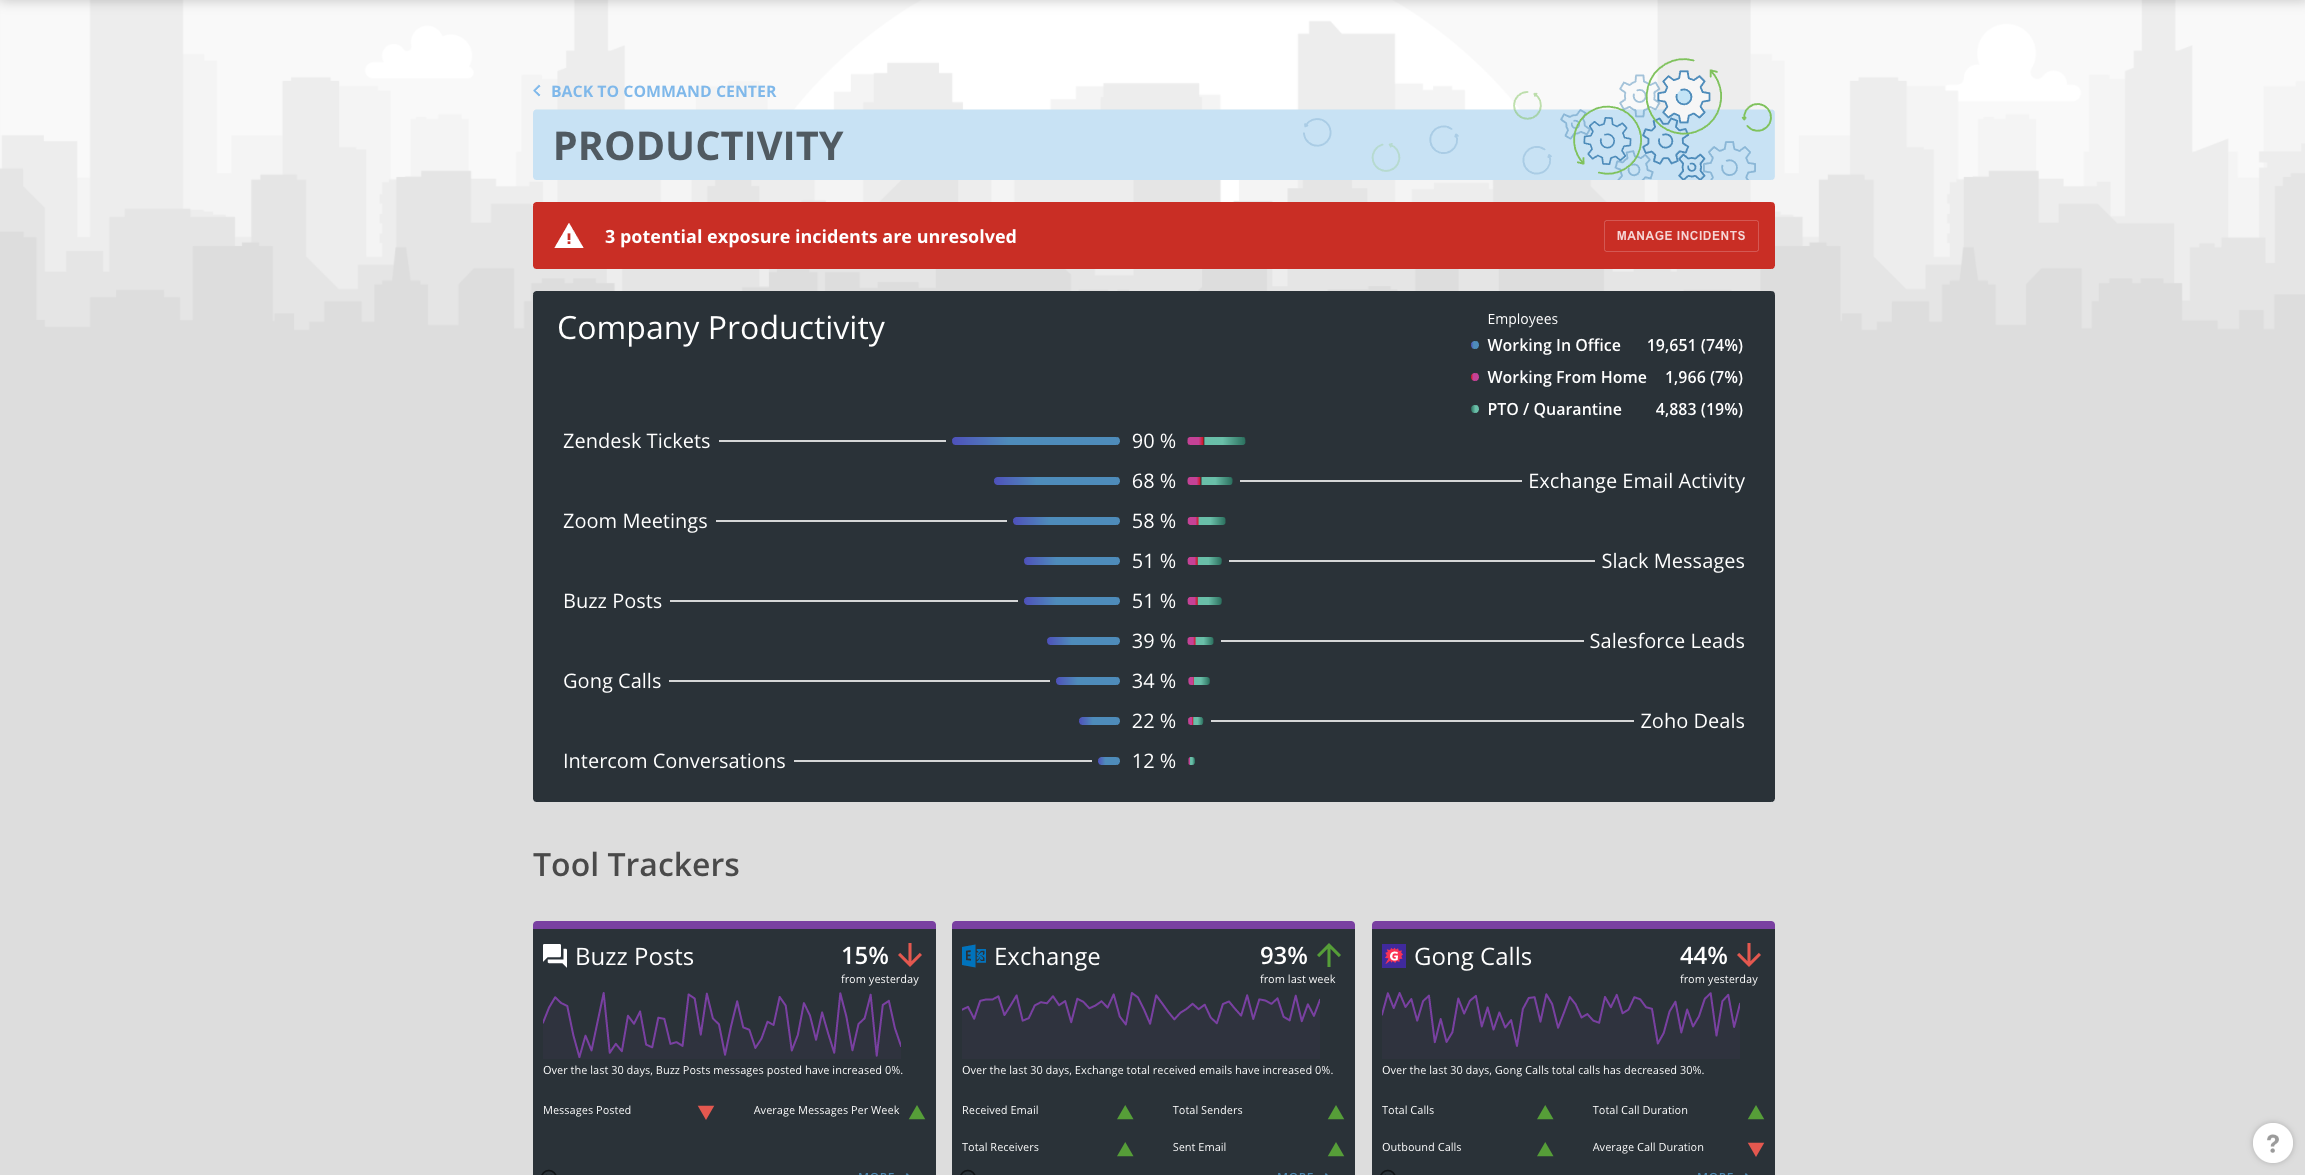 BACK TO COMMAND CENTER
PRODUCTIVITY
3 potential exposure incidents are unresolved
MANAGE INCIDENTS
Company Productivity
Employees
Working In Office 19,651 (74%)
Working From Home 1,966 (7%)
PTO / Quarantine 4,883 (19%)
Zendesk Tickets 90 %
68 % Exchange Email Activity
Zoom Meetings 58 %
51 % Slack Messages
Buzz Posts 51 %
39 % Salesforce Leads
Gong Calls 34 %
22 % Zoho Deals
Intercom Conversations 12 %
Tool Trackers
Buzz Posts 15%
from yesterday
Over the last 30 days, Buzz Posts messages posted have increased 0%.
Messages Posted Average Messages Per Week
Exchange 93%
from last week
Over the last 30 days, Exchange total received emails have increased 0%.
Received Email Total Senders
Total Receivers Sent Email
G Gong Calls 44%
from yesterday
Over the last 30 days, Gong Calls total calls has decreased 30%.
Total Calls Total Call Duration
Outbound Calls Average Call Duration
?